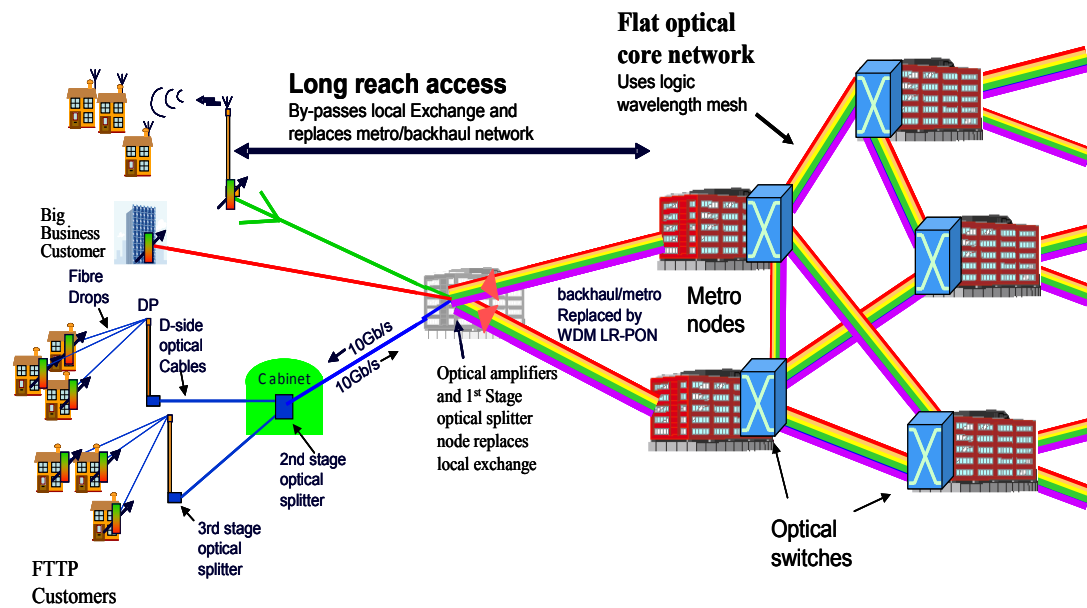 Flat optical
core network
Uses logic
wavelength mesh
Long reach access
By-passes local Exchange and
replaces metro/backhaul network
Big
Business
Customer
Fibre
Drops
DP
D-side
optical
Cables
Cabinet
10Gb/s
10Gb/s
backhaul/metro
Replaced by
WDM LR-PON
Metro
nodes
Optical amplifiers
and 1st Stage
optical splitter
node replaces
local exchange
2nd stage
optical
splitter
3rd stage
optical
splitter
Optical
switches
FTTP
Customers